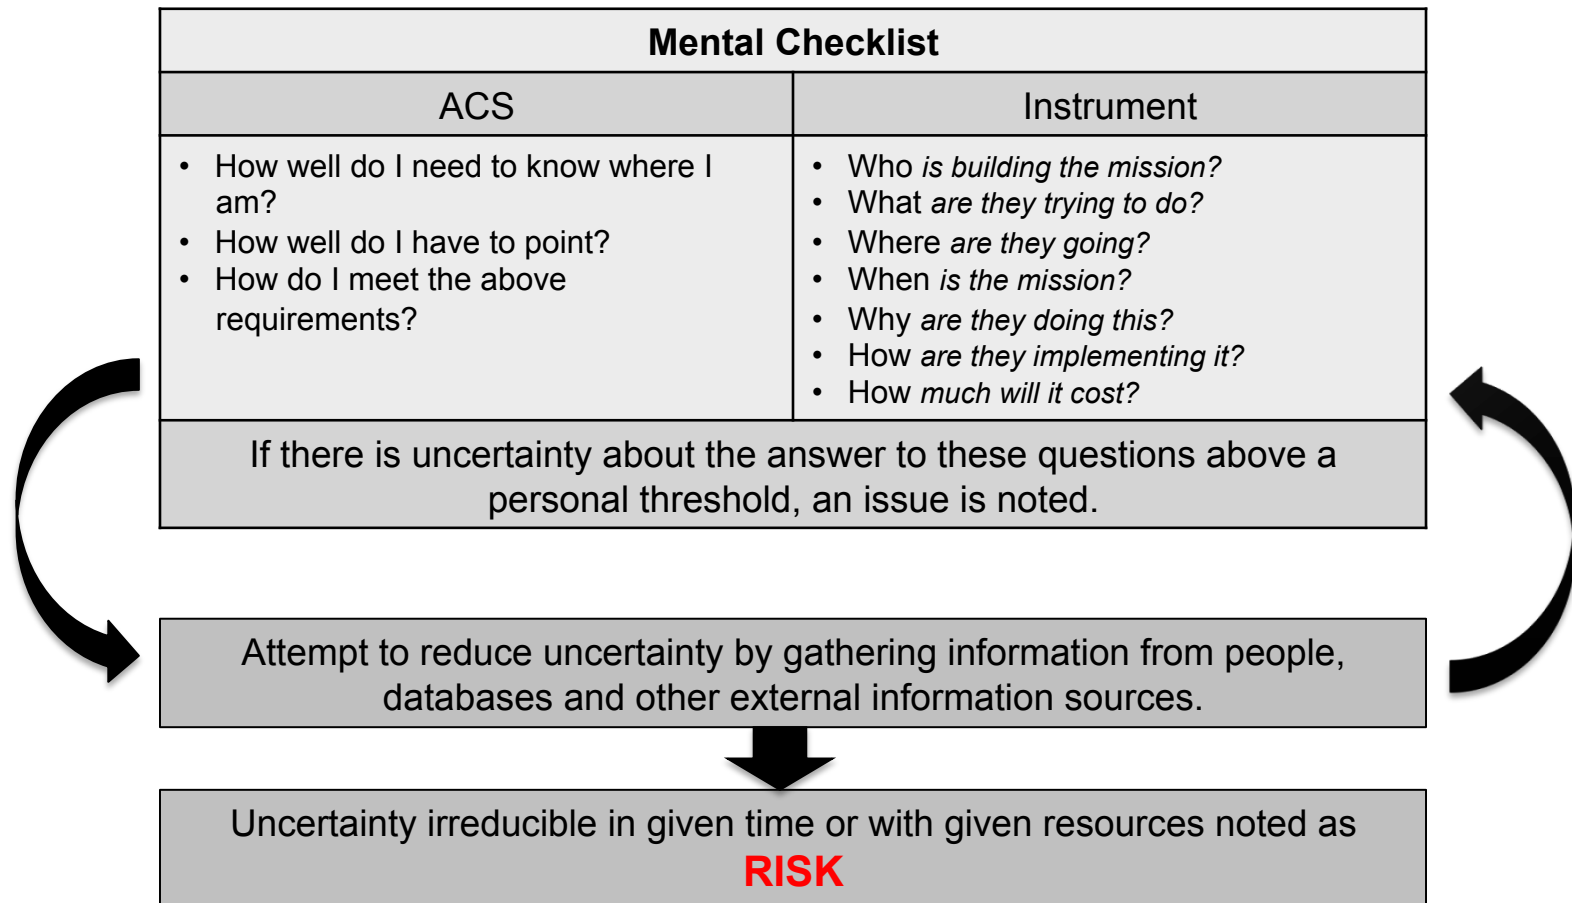 Mental Checklist
ACS
Instrument
• How well do I need to know where I
am?
• How well do I have to point?
• How do I meet the above
requirements?
• Who is building the mission?
• What are they trying to do?
• Where are they going?
• When is the mission?
• Why are they doing this?
• How are they implementing it?
• How much will it cost?
If there is uncertainty about the answer to these questions above a
personal threshold, an issue is noted.
Attempt to reduce uncertainty by gathering information from people,
databases and other external information sources.
Uncertainty irreducible in given time or with given resources noted as
RISK